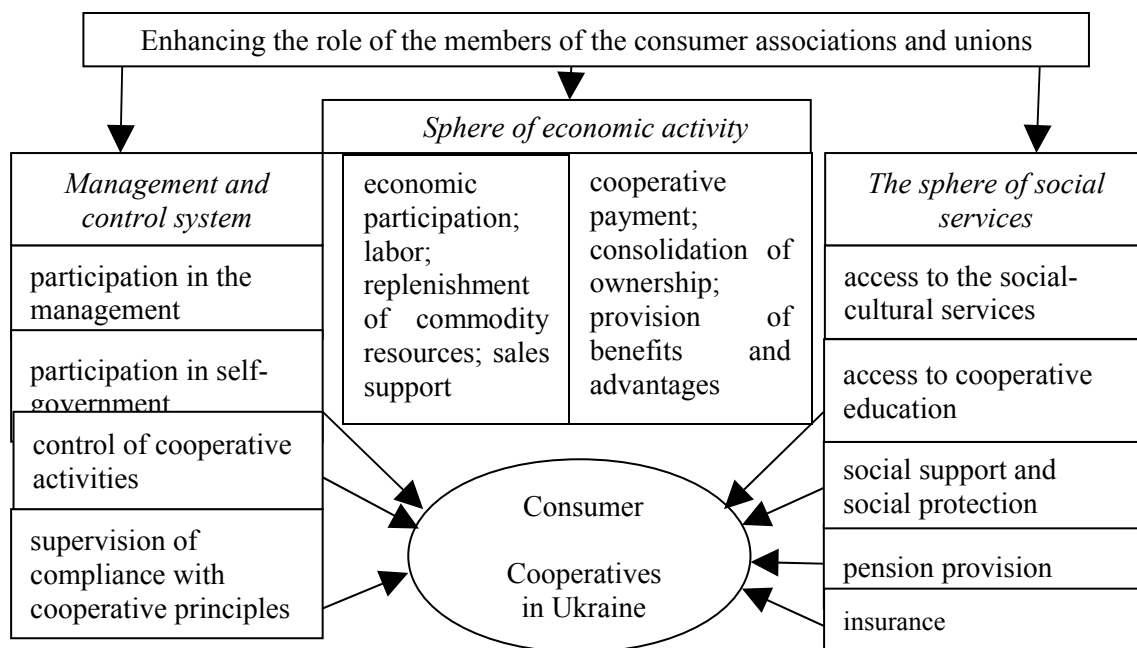 Enhancing the role of the members of the consumer associations and unions
Sphere of economic activity
Management and
control system
participation in the
management
participation in self-
government
control of cooperative
activities
supervision of
compliance with
cooperative principles
economic
participation;
labor;
replenishment
of commodity
resources; sales
support
cooperative
payment;
consolidation of
ownership;
provision of
benefits and
advantages
The sphere of social
services
access to the social-
cultural services
access to cooperative
education
social support and
social protection
pension provision
insurance
Consumer
Cooperatives
in Ukraine